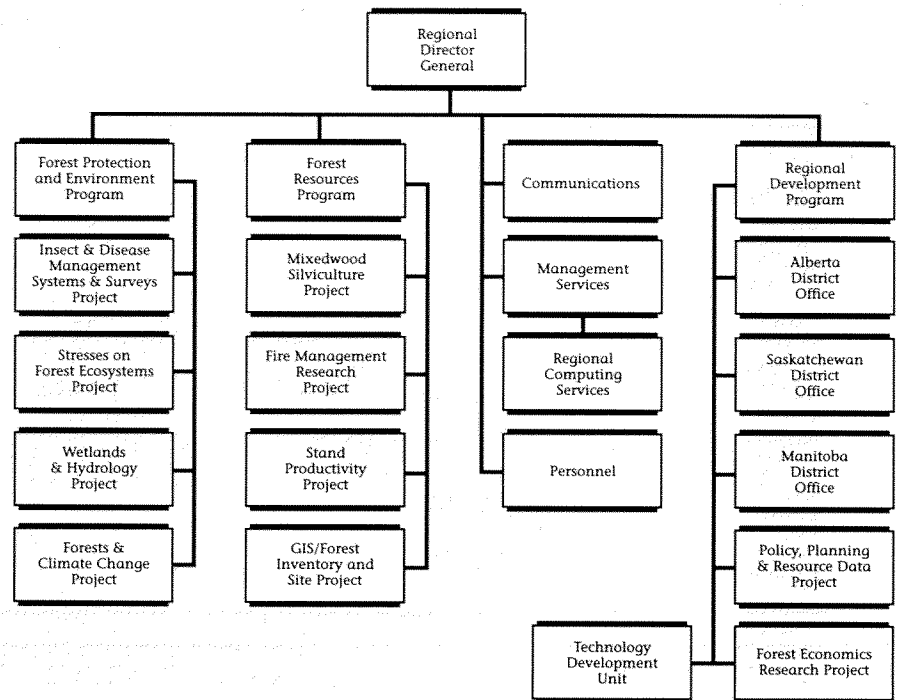 Regional
Director
General
Forest Protection
and Environment
Program
Insect & Disease
Management
Systems & Surveys
Project
Stresses on
Forest Ecosystems
Project
Wetlands
& Hydrology
Project
Forests &
Climate Change
Project
Forest
Resources
Program
Mixedwood
Silviculture
Project
Fire Management
Research
Project
Stand
Productivity
Project
GIS/Forest
Inventory and
Site Project
Communications
Management
Services
Regional
Computing
Services
Personnel
Regional
Development
Program
Alberta
District
Office
Saskatchewan
District
Office
Manitoba
District
Office
Policy, Planning
& Resource Data
Project
Technology
Development
Unit
Forest Economics
Research Project